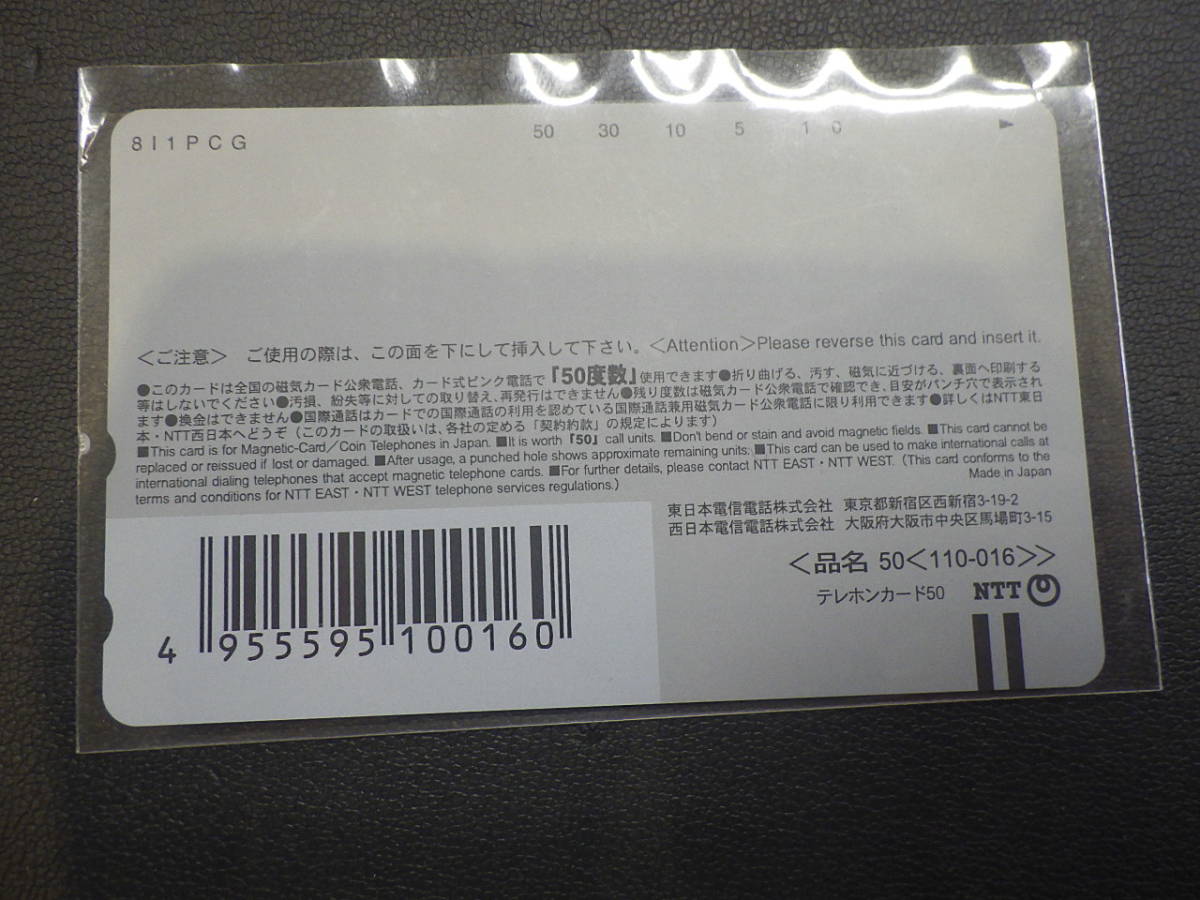 8I1PCG
50 30 10 5 1 0
＜ご注意＞ ご使用の際は、この面を下にして挿入して下さい。＜Attention＞Please reverse this card and insert it.
●このカードは全国の磁気カード公衆電話、カード式ピンク電話で『50度数』使用できます●折り曲げる、汚す、磁気に近づける、裏面へ印刷する
等はしないでください●汚損、紛失等に対しての取り替え、再発行はできません●残り度数は磁気カード公衆電話で確認でき、目安がパンチ穴で表示され
ます●換金はできません●国際通話はカードでの国際通話の利用を認めている国際通話兼用磁気カード公衆電話に限り利用できます●詳しくはNTT東日
本・NTT西日本へどうぞ（このカードの取扱いは、各社の定める「契約約款」の規定によります）
■This card is for Magnetic-Card／Coin Telephones in Japan. ■It is worth『50』call units. ■Don't bend or stain and avoid magnetic fields. ■This card cannot be
replaced or reissued if lost or damaged. ■After usage, a punched hole shows approximate remaining units. ■This card can be used to make international calls at
international dialing telephones that accept magnetic telephone cards. ■For further details, please contact NTT EAST・NTT WEST. (This card conforms to the
terms and conditions for NTT EAST・NTT WEST telephone services regulations.)
Made in Japan
東日本電信電話株式会社 東京都新宿区西新宿3-19-2
西日本電信電話株式会社 大阪府大阪市中央区馬場町3-15
＜品名 50＜110-016＞＞
テレホンカード50 NTT
4 955595 100160